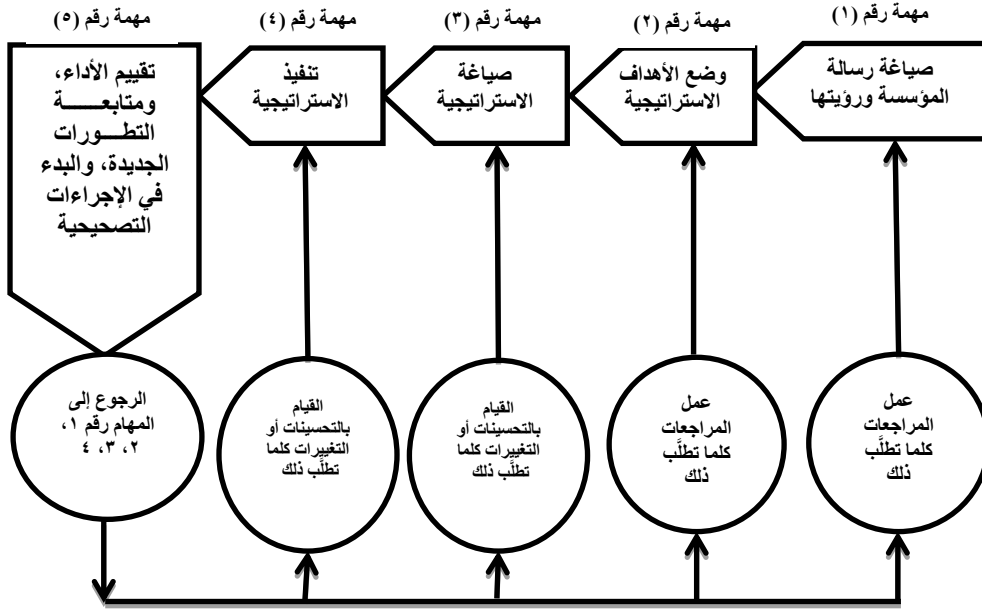 مهمة رقم (١)
مهمة رقم (٢)
مهمة رقم (٣)
مهمة رقم (٤)
مهمة رقم (٥)
صياغة رسالة
المؤسسة ورؤيتها
وضع الأهداف
الاستراتيجية
صياغة
الاستراتيجية
تنفيذ
الاستراتيجية
تقييم الأداء،
ومتابعـــــة
التطـــورات
الجديدة، والبدء
في الإجراءات
التصحيحية
عمل
المراجعات
كلما تطلَّب
ذلك
عمل
المراجعات
كلما تطلَّب
ذلك
القيام
بالتحسينات أو
التغييرات كلما
تطلَّب ذلك
القيام
بالتحسينات أو
التغييرات كلما
تطلَّب ذلك
الرجوع إلى
المهام رقم ١،
٢، ٣، ٤